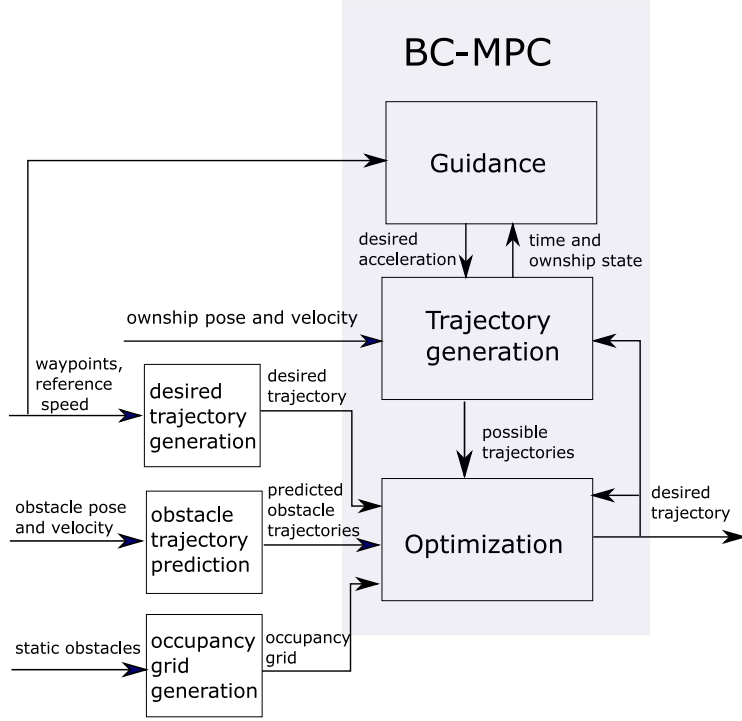 BC-MPC
Guidance
desired
acceleration
time and
ownship state
ownship pose and velocity
Trajectory
generation
waypoints,
reference
speed
desired
trajectory
generation
desired
trajectory
possible
trajectories
obstacle pose
and velocity
obstacle
trajectory
prediction
predicted
obstacle
trajectories
Optimization
desired
trajectory
static obstacles
occupancy
grid
generation
occupancy
grid